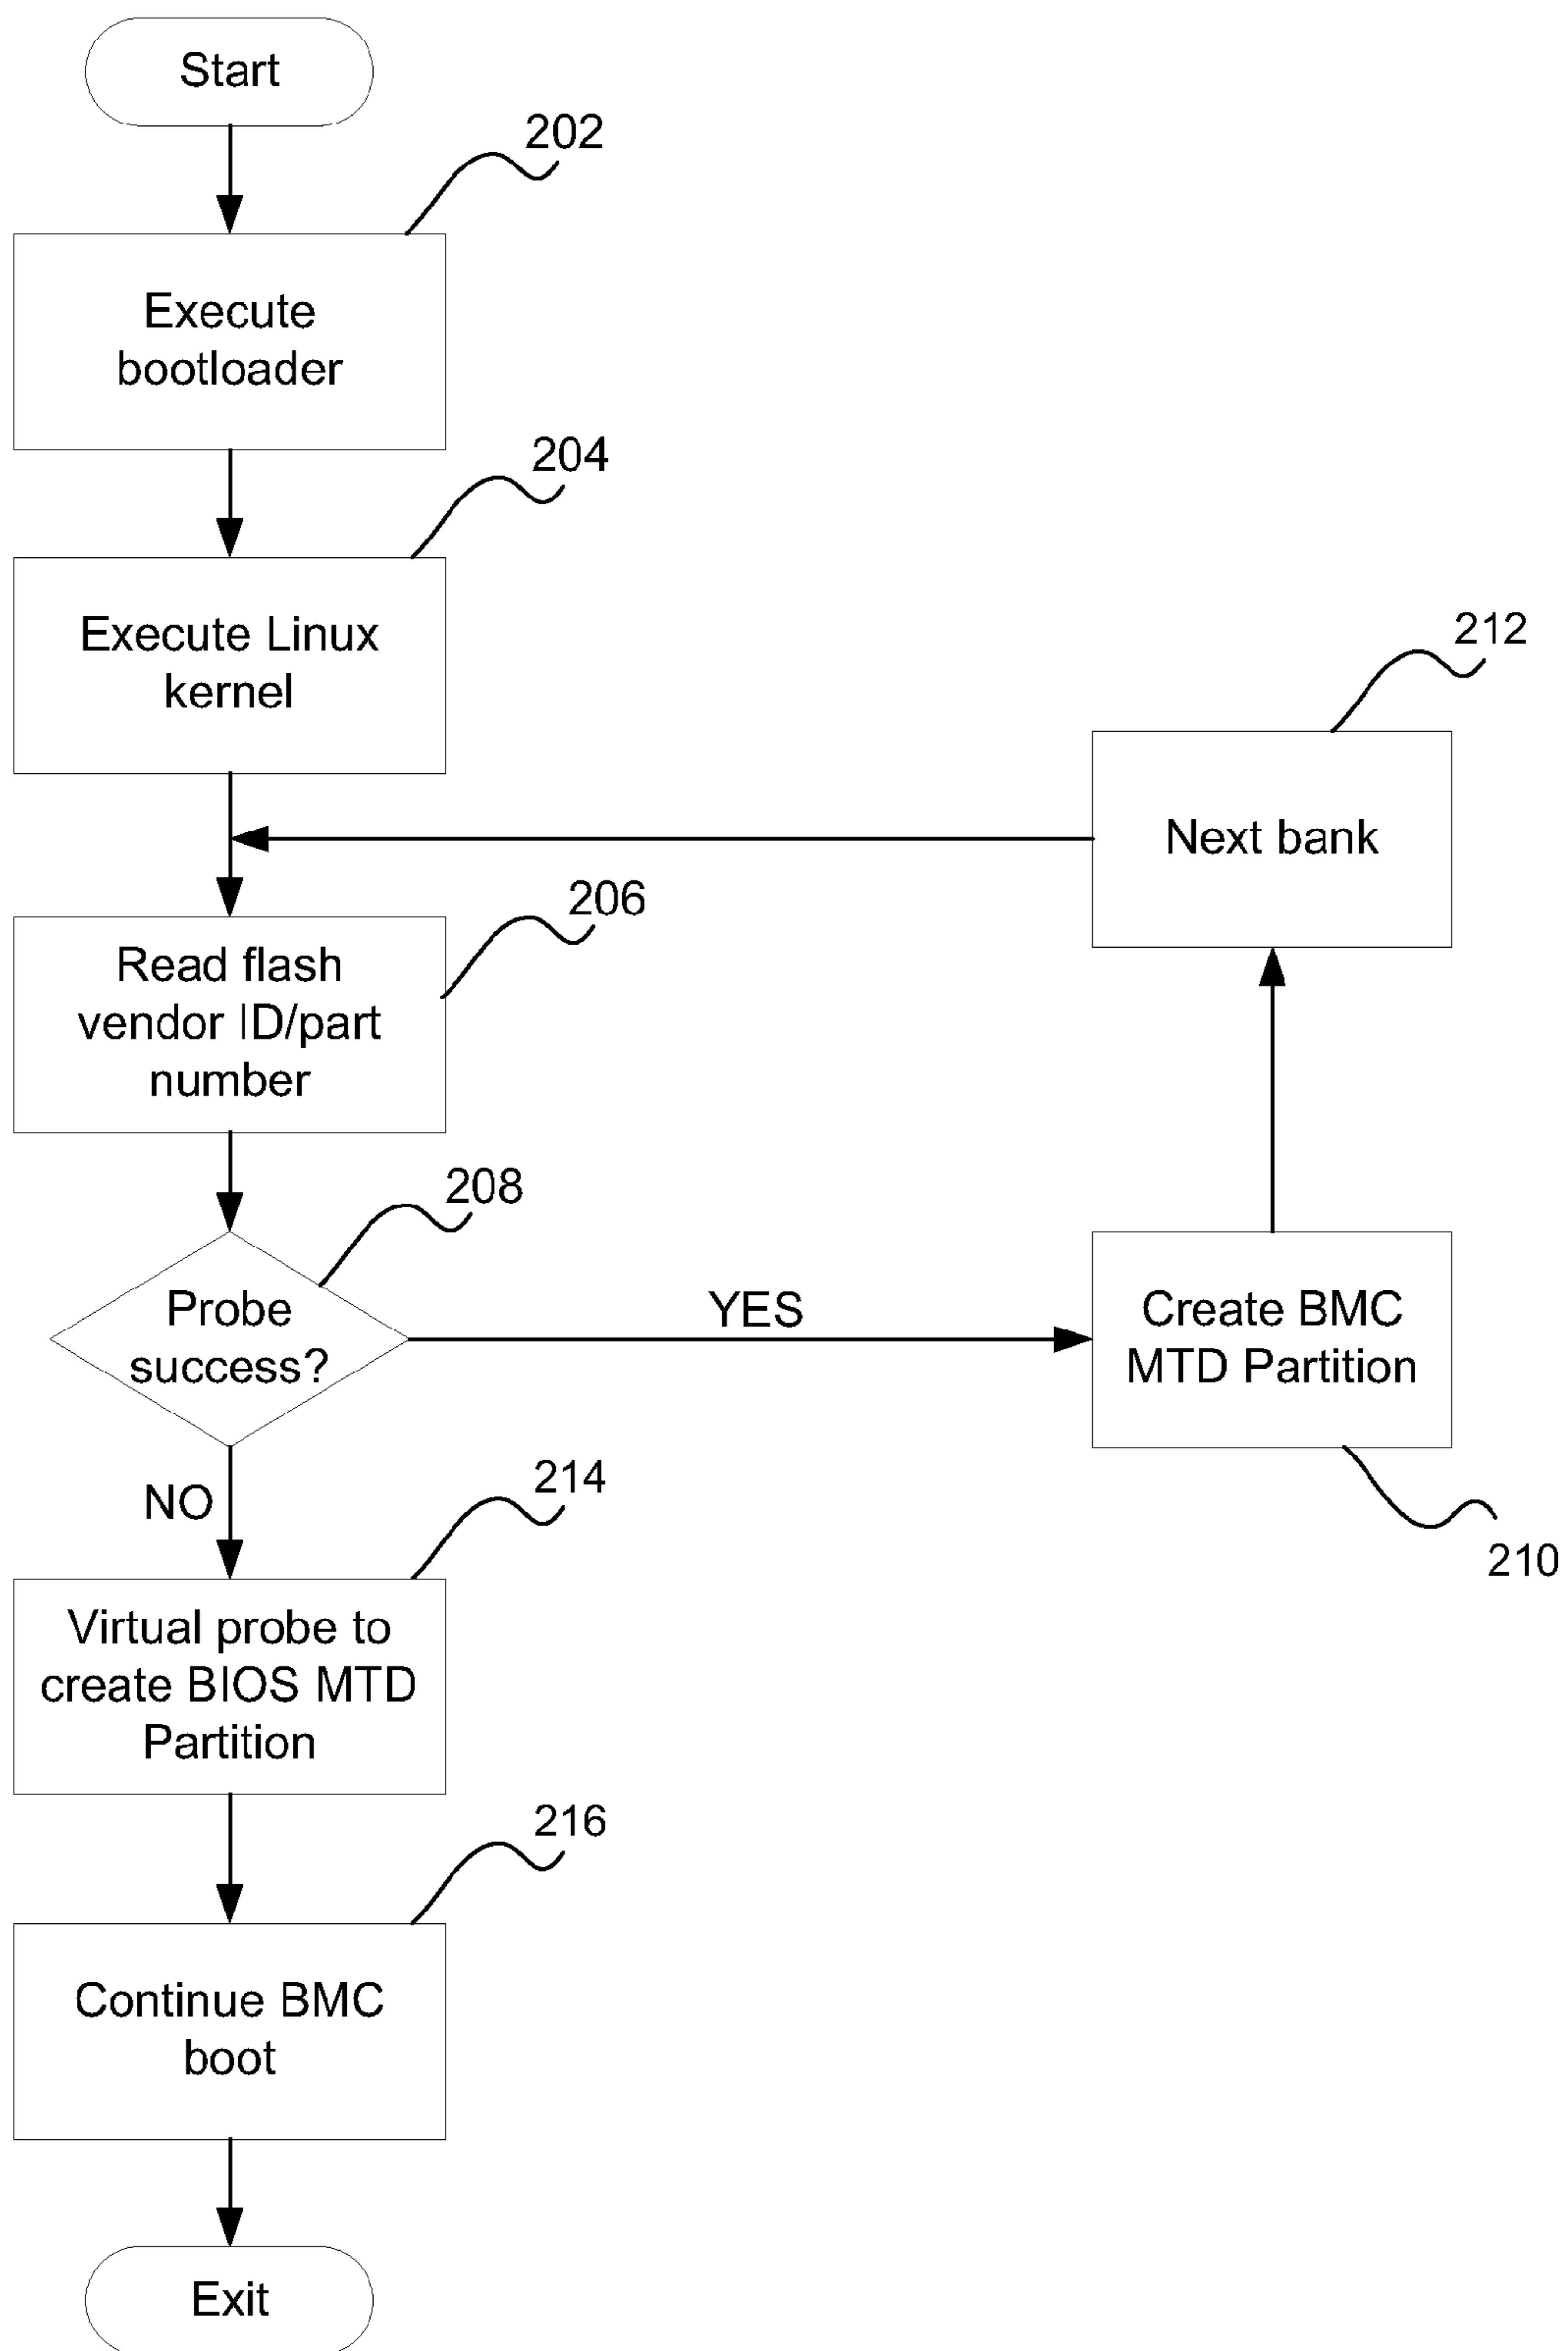 Start
202
Execute
bootloader
204
Execute Linux
kernel
212
Next bank
206
Read flash
vendor ID/part
number
208
Probe
success?
YES
Create BMC
MTD Partition
210
NO
214
Virtual probe to
create BIOS MTD
Partition
216
Continue BMC
boot
Exit